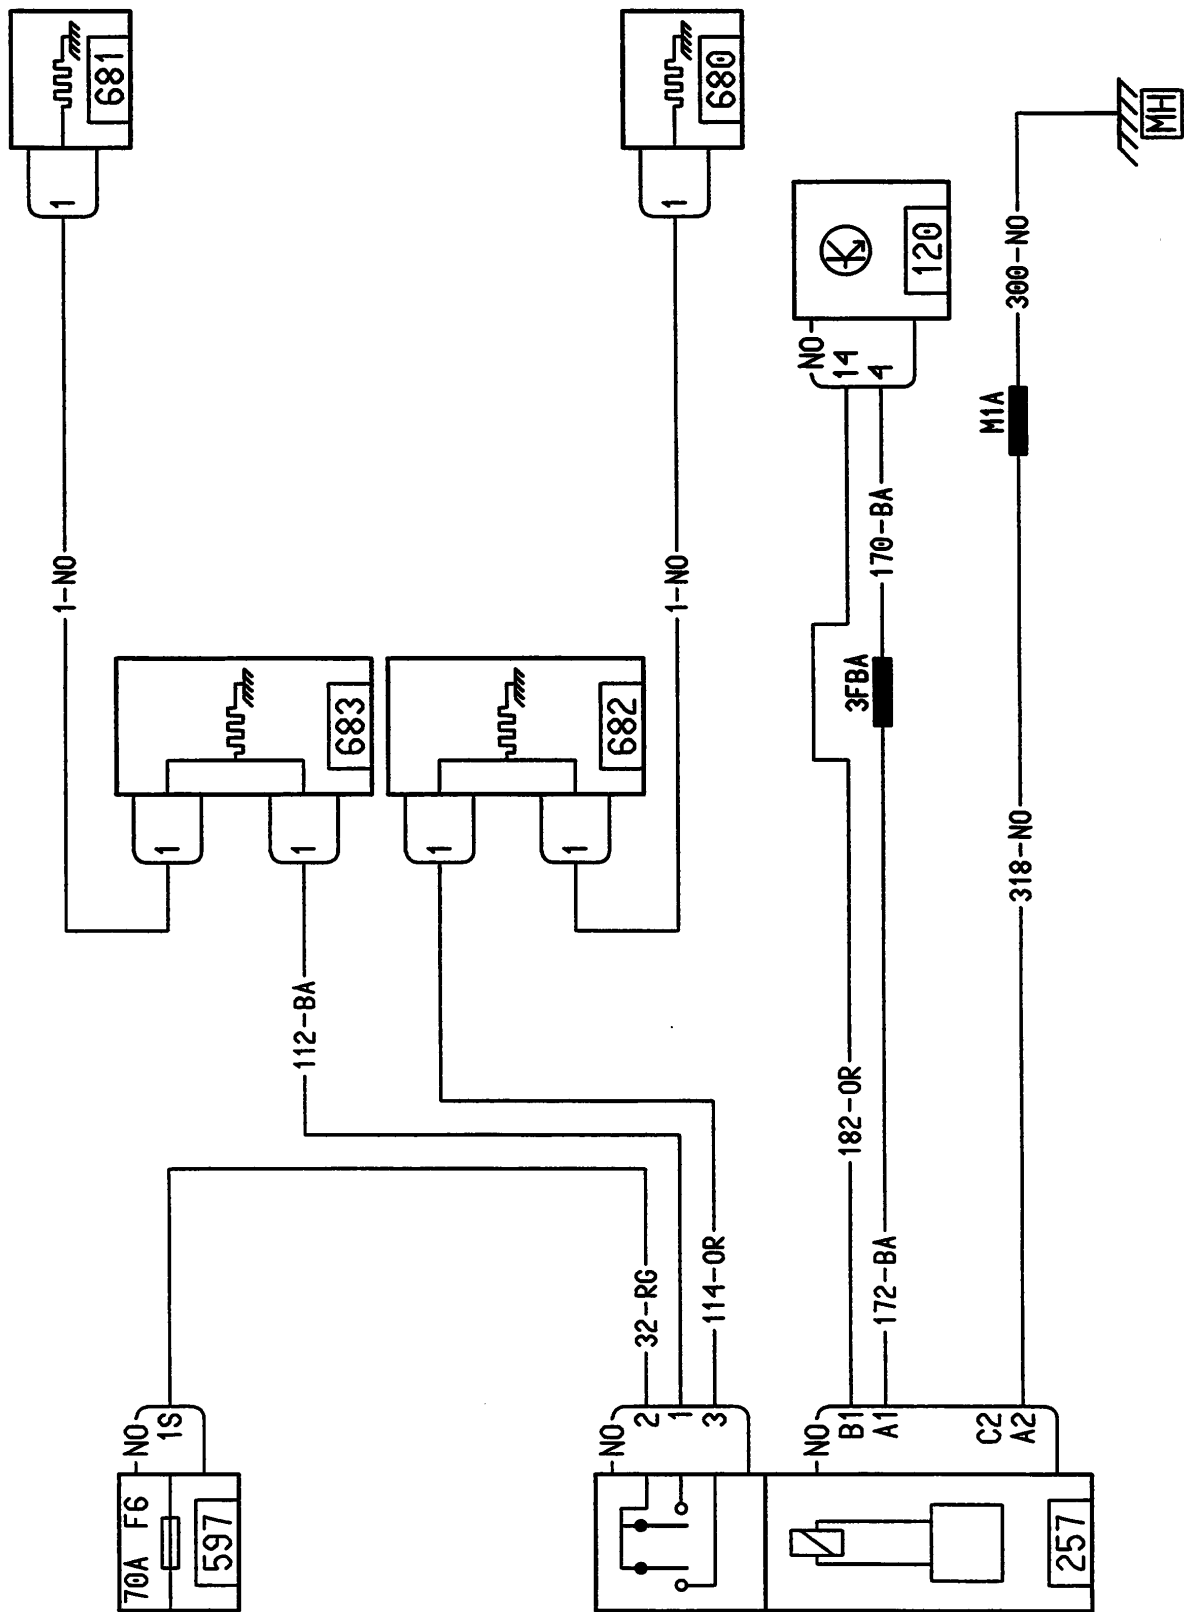 1-NO 1
681
70A F6 NO
1S 1
597
112-BA 1
683
1
1
NO
682
2 32-RG
1 1-NO 1
3 114-OR
680
NO NO
B1 182-OR 14
3FBA
A1 172-BA 170-BA 4
120
C2 M1A
A2 318-NO 300-NO
257
MH